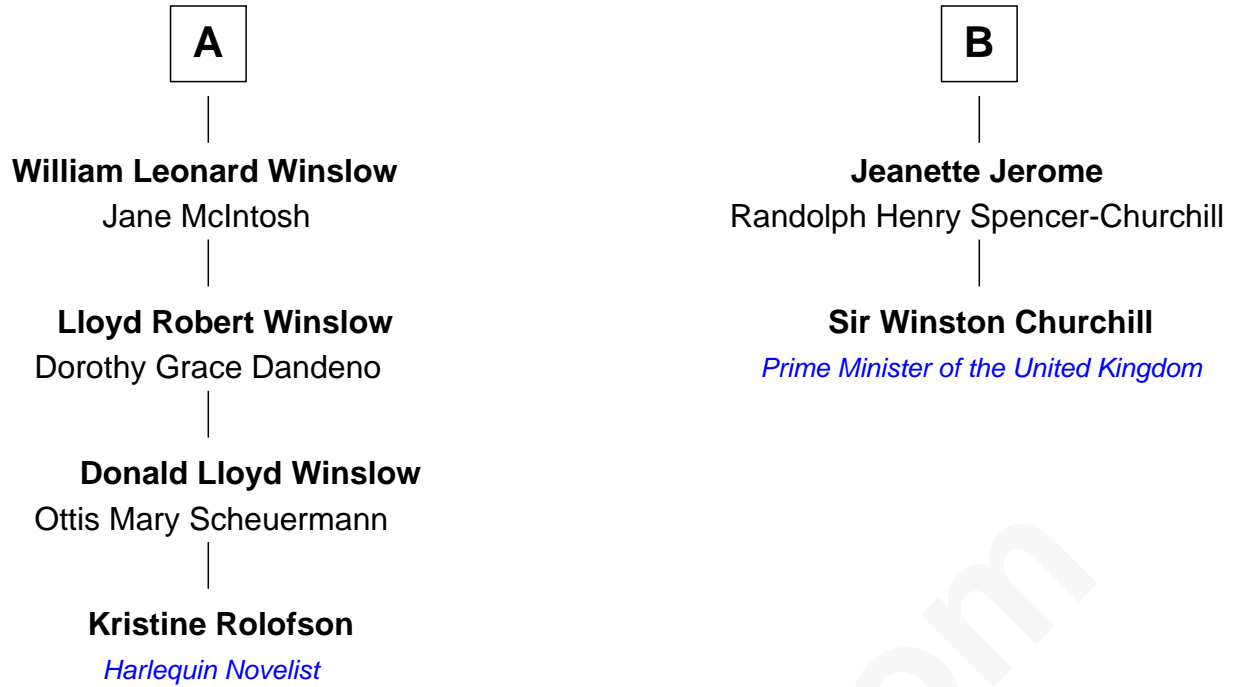 A
William Leonard Winslow
Jane McIntosh
Lloyd Robert Winslow
Dorothy Grace Dandeno
Donald Lloyd Winslow
Ottis Mary Scheuermann
Kristine Rolofson
Harlequin Novelist
B
Jeanette Jerome
Randolph Henry Spencer-Churchill
Sir Winston Churchill
Prime Minister of the United Kingdom
om